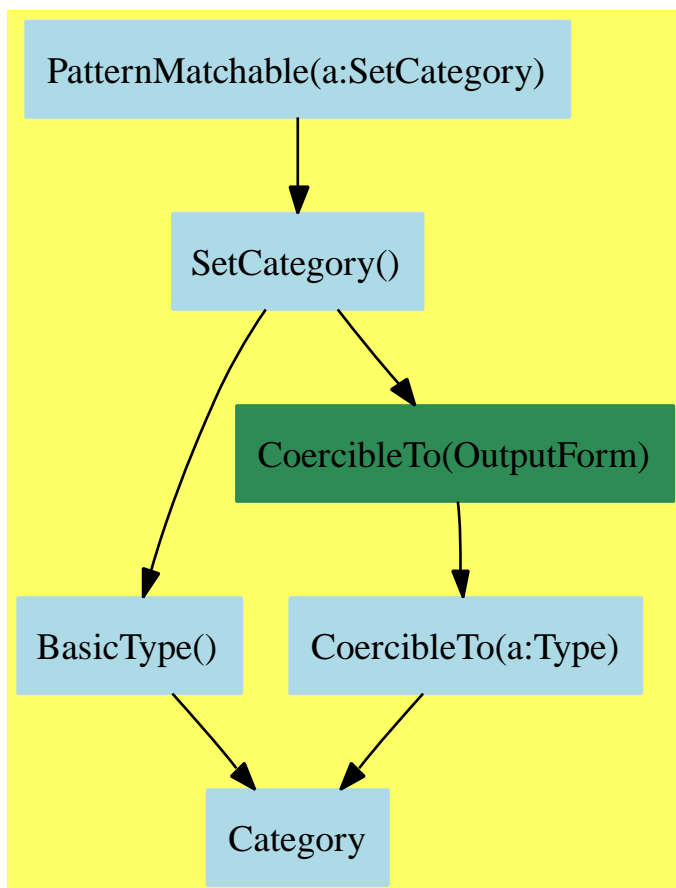 PatternMatchable(a:SetCategory)
SetCategory()
CoercibleTo(OutputForm)
BasicType()
CoercibleTo(a:Type)
Category